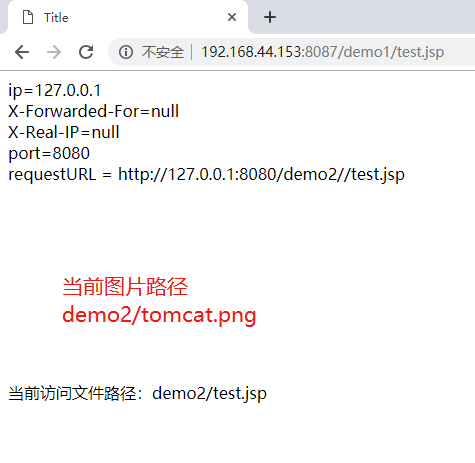 Title
不安全 192.168.44.153:8087/demo1/test.jsp
ip=127.0.0.1
X-Forwarded-For=null
X-Real-IP=null
port=8080
requestURL = http://127.0.0.1:8080/demo2//test.jsp
当前图片路径
demo2/tomcat.png
当前访问文件路径：demo2/test.jsp